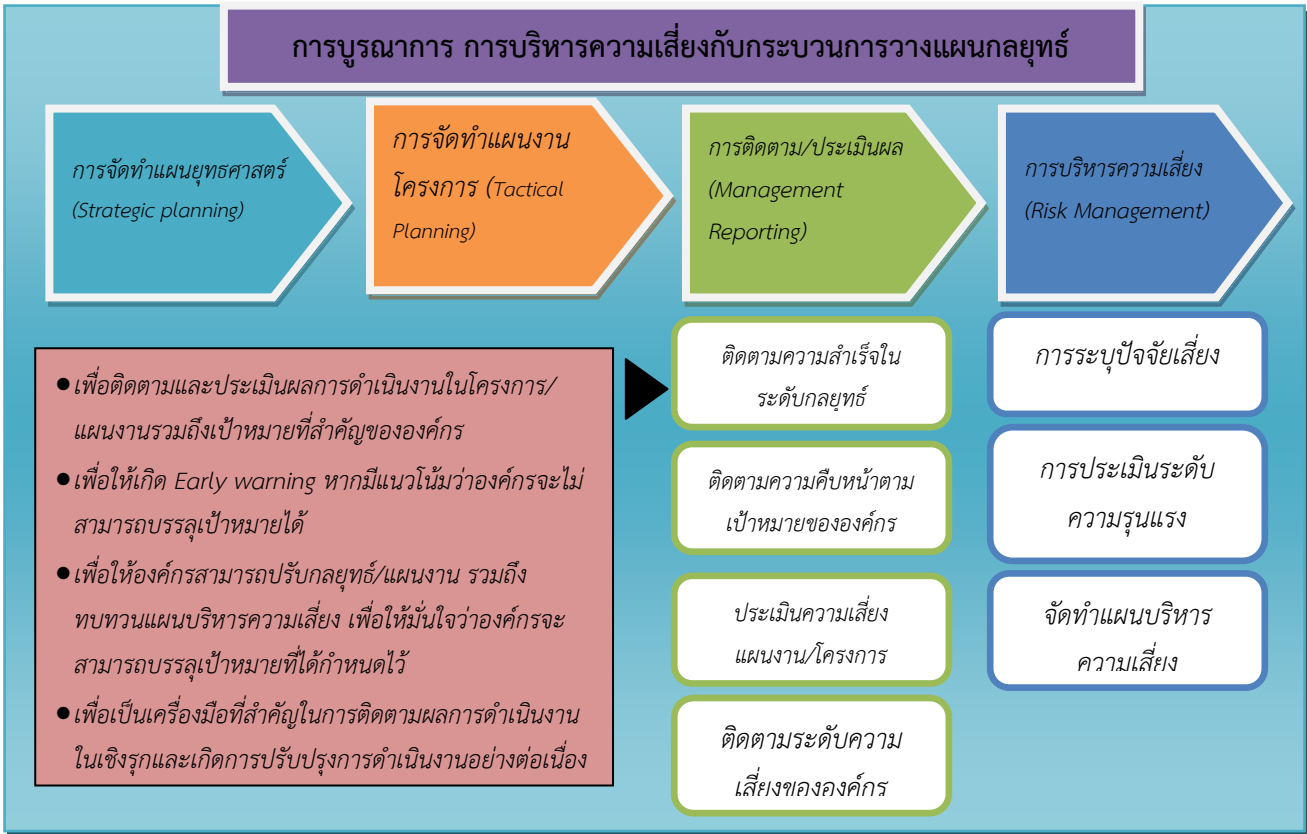 การบูรณาการ การบริหารความเสี่ยงกับกระบวนการวางแผนกลยุทธ์
การจัดทำแผนยุทธศาสตร์
(Strategic planning)
การจัดทำแผนงาน
โครงการ (Tactical
Planning)
การติดตาม/ประเมินผล
(Management
Reporting)
การบริหารความเสี่ยง
(Risk Management)
●เพื่อติดตามและประเมินผลการดำเนินงานในโครงการ/
แผนงานรวมถึงเป้าหมายที่สำคัญขององค์กร
●เพื่อให้เกิด Early warning หากมีแนวโน้มว่าองค์กรจะไม่
สามารถบรรลุเป้าหมายได้
●เพื่อให้องค์กรสามารถปรับกลยุทธ์/แผนงาน รวมถึง
ทบทวนแผนบริหารความเสี่ยง เพื่อให้มั่นใจว่าองค์กรจะ
สามารถบรรลุเป้าหมายที่ได้กำหนดไว้
●เพื่อเป็นเครื่องมือที่สำคัญในการติดตามผลการดำเนินงาน
ในเชิงรุกและเกิดการปรับปรุงการดำเนินงานอย่างต่อเนื่อง
ติดตามความสำเร็จใน
ระดับกลยุทธ์
ติดตามความคืบหน้าตาม
เป้าหมายขององค์กร
ประเมินความเสี่ยง
แผนงาน/โครงการ
ติดตามระดับความ
เสี่ยงขององค์กร
การระบุปัจจัยเสี่ยง
การประเมินระดับ
ความรุนแรง
จัดทำแผนบริหาร
ความเสี่ยง